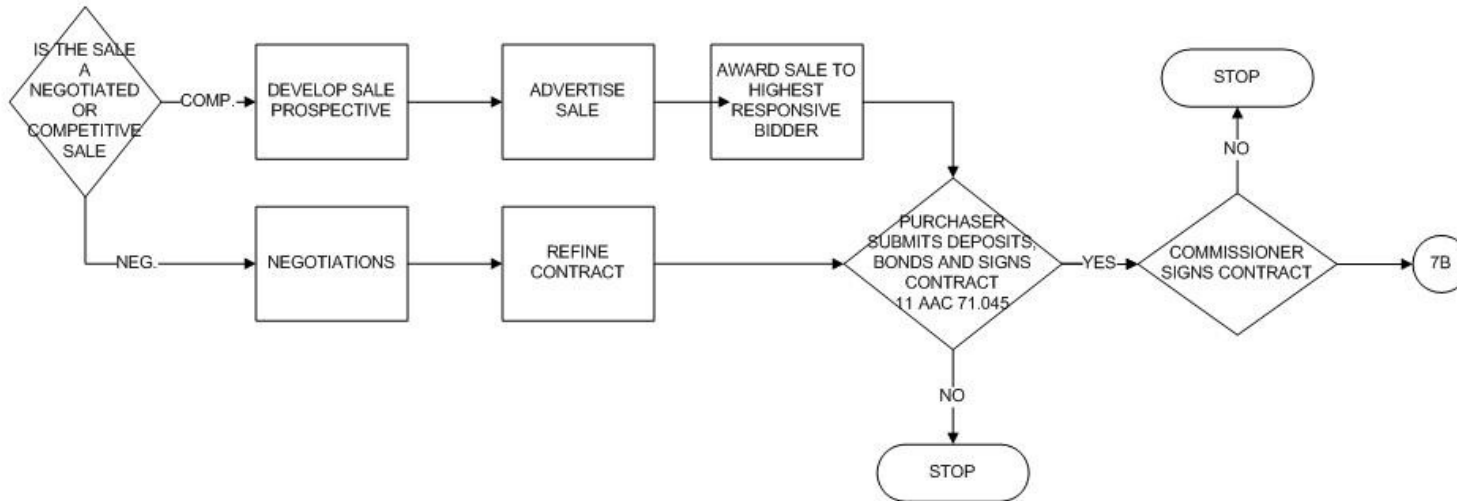 IS THE SALE
A
NEGOTIATED
OR
COMPETITIVE
SALE
COMP.
DEVELOP SALE
PROSPECTIVE
ADVERTISE
SALE
AWARD SALE TO
HIGHEST
RESPONSIVE
BIDDER
STOP
NO
NEG.
NEGOTIATIONS
REFINE
CONTRACT
PURCHASER
SUBMITS DEPOSITS,
BONDS AND SIGNS
CONTRACT
11 AAC 71.045
YES
COMMISSIONER
SIGNS CONTRACT
7B
NO
STOP